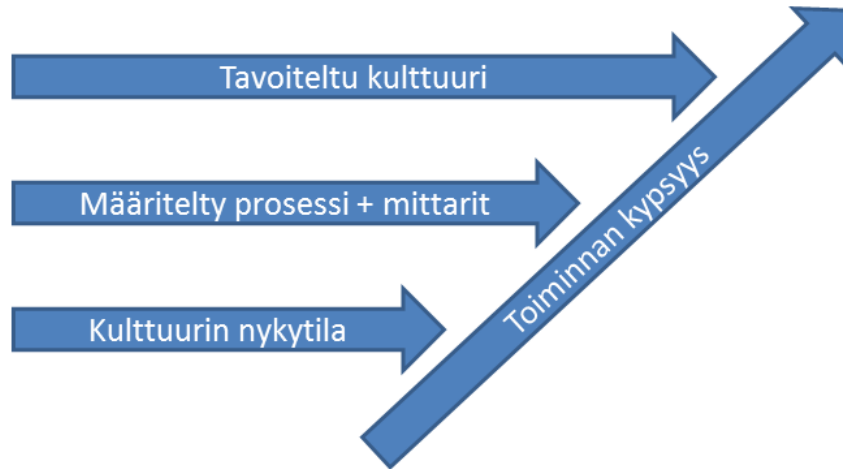 Tavoiteltu kulttuuri
Määritelty prosessi + mittarit
Kulttuurin nykytila
Toiminnan kypsyys